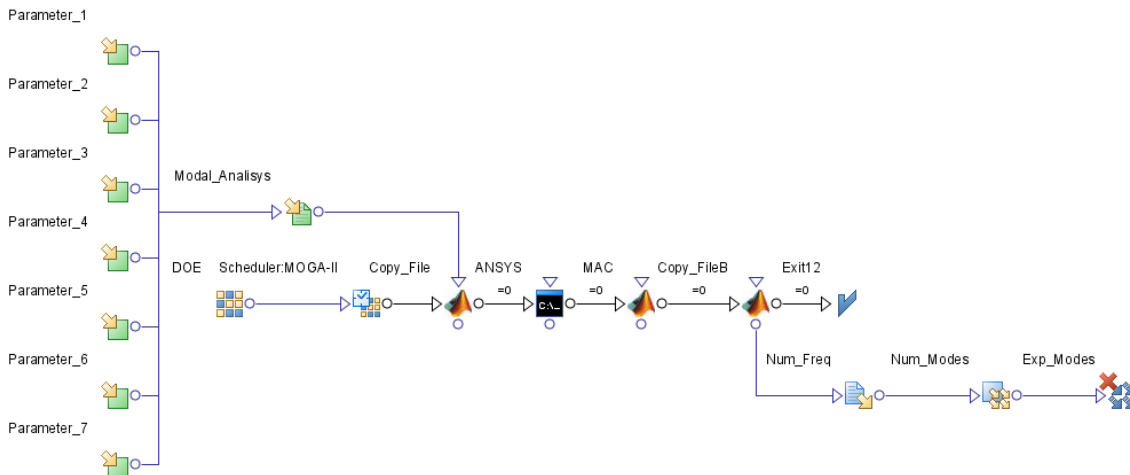 Parameter_1
Parameter_2
Parameter_3
Modal_Analisys
Parameter_4
DOE Scheduler:MOGA-II Copy_File ANSYS MAC Copy_FileB Exit12
=0 =0 =0 =0
Parameter_5
C:\_
Parameter_6 Num_Freq Num_Modes Exp_Modes
Parameter_7